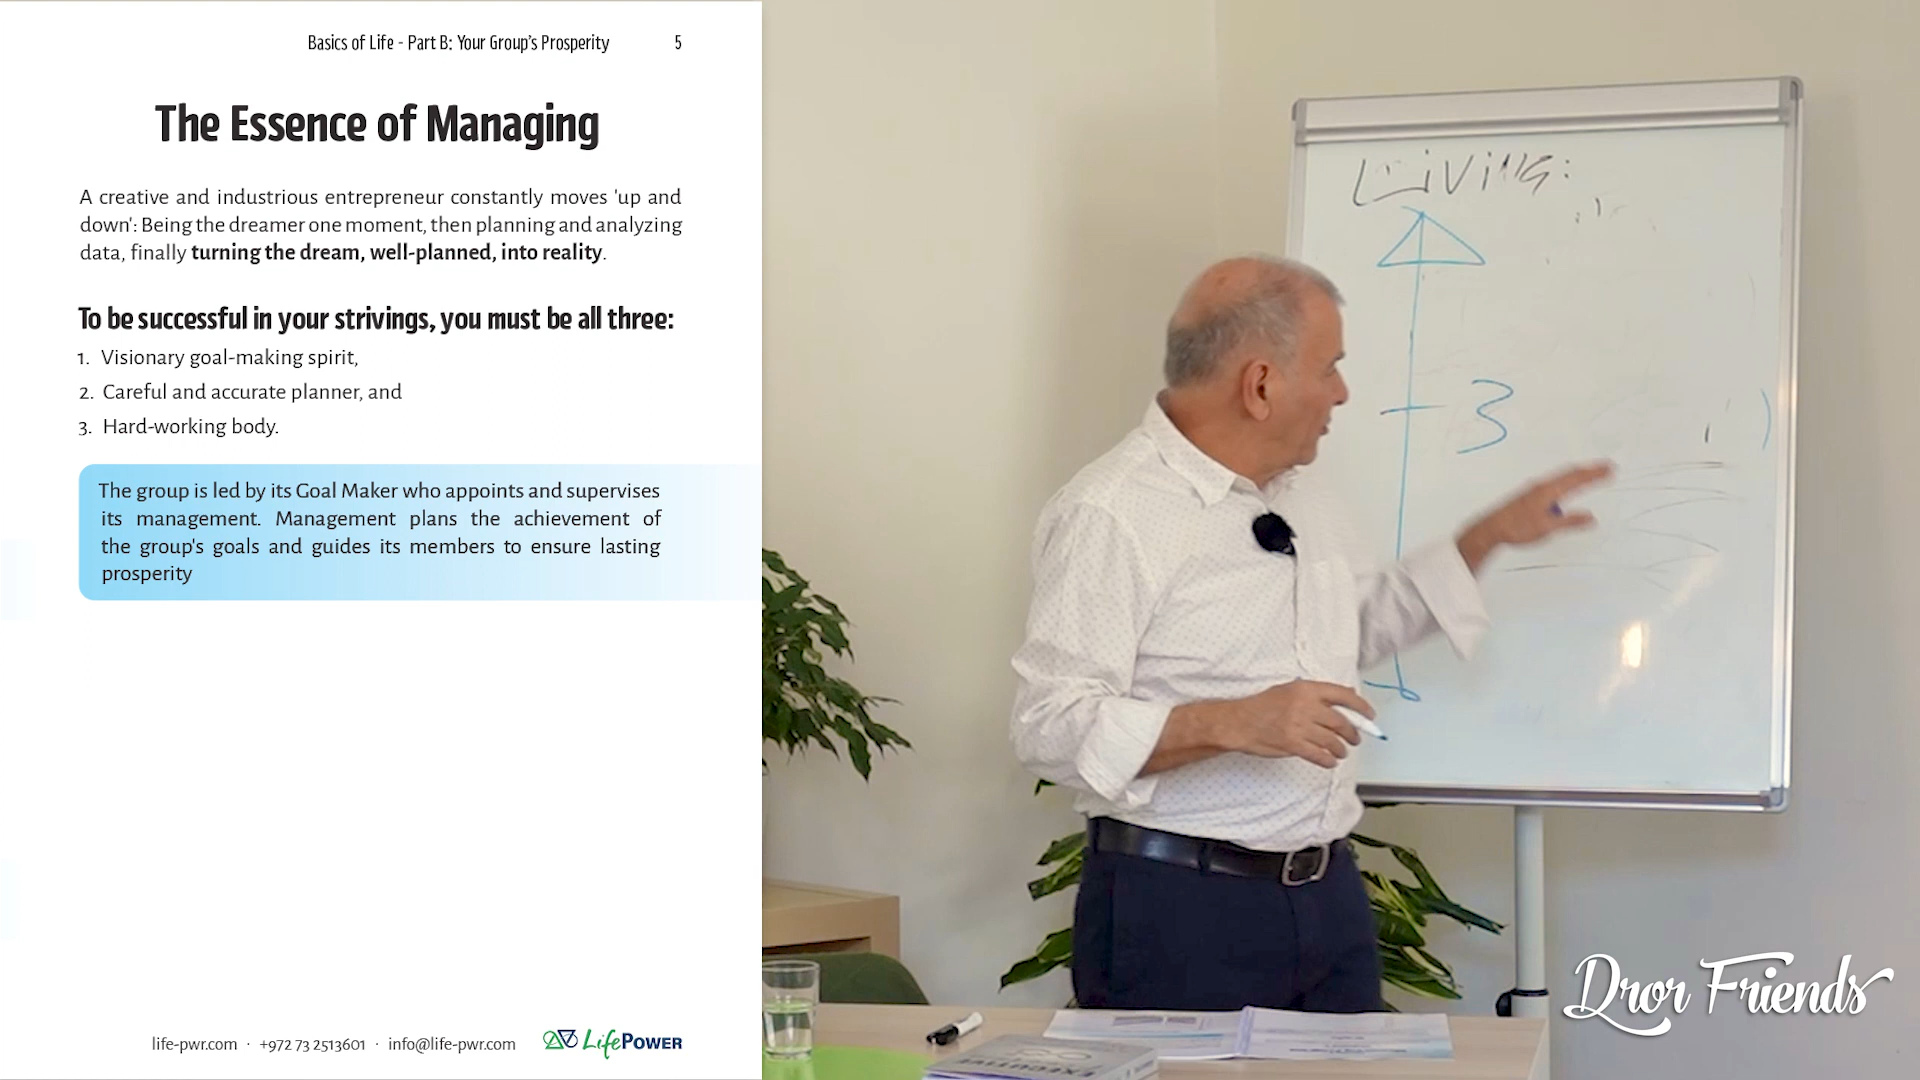 Basics of Life - Part B: Your Group's Prosperity 5
The Essence of Managing
A creative and industrious entrepreneur constantly moves 'up and
down': Being the dreamer one moment, then planning and analyzing
data, finally turning the dream, well-planned, into reality.
To be successful in your strivings, you must be all three:
1. Visionary goal-making spirit,
2. Careful and accurate planner, and
3. Hard-working body.
The group is led by its Goal Maker who appoints and supervises
its management. Management plans the achievement of
the group's goals and guides its members to ensure lasting
prosperity
life-pwr.com · +972 73 2513601 · info@life-pwr.com LifePOWER
Living:
3
Dror Friends